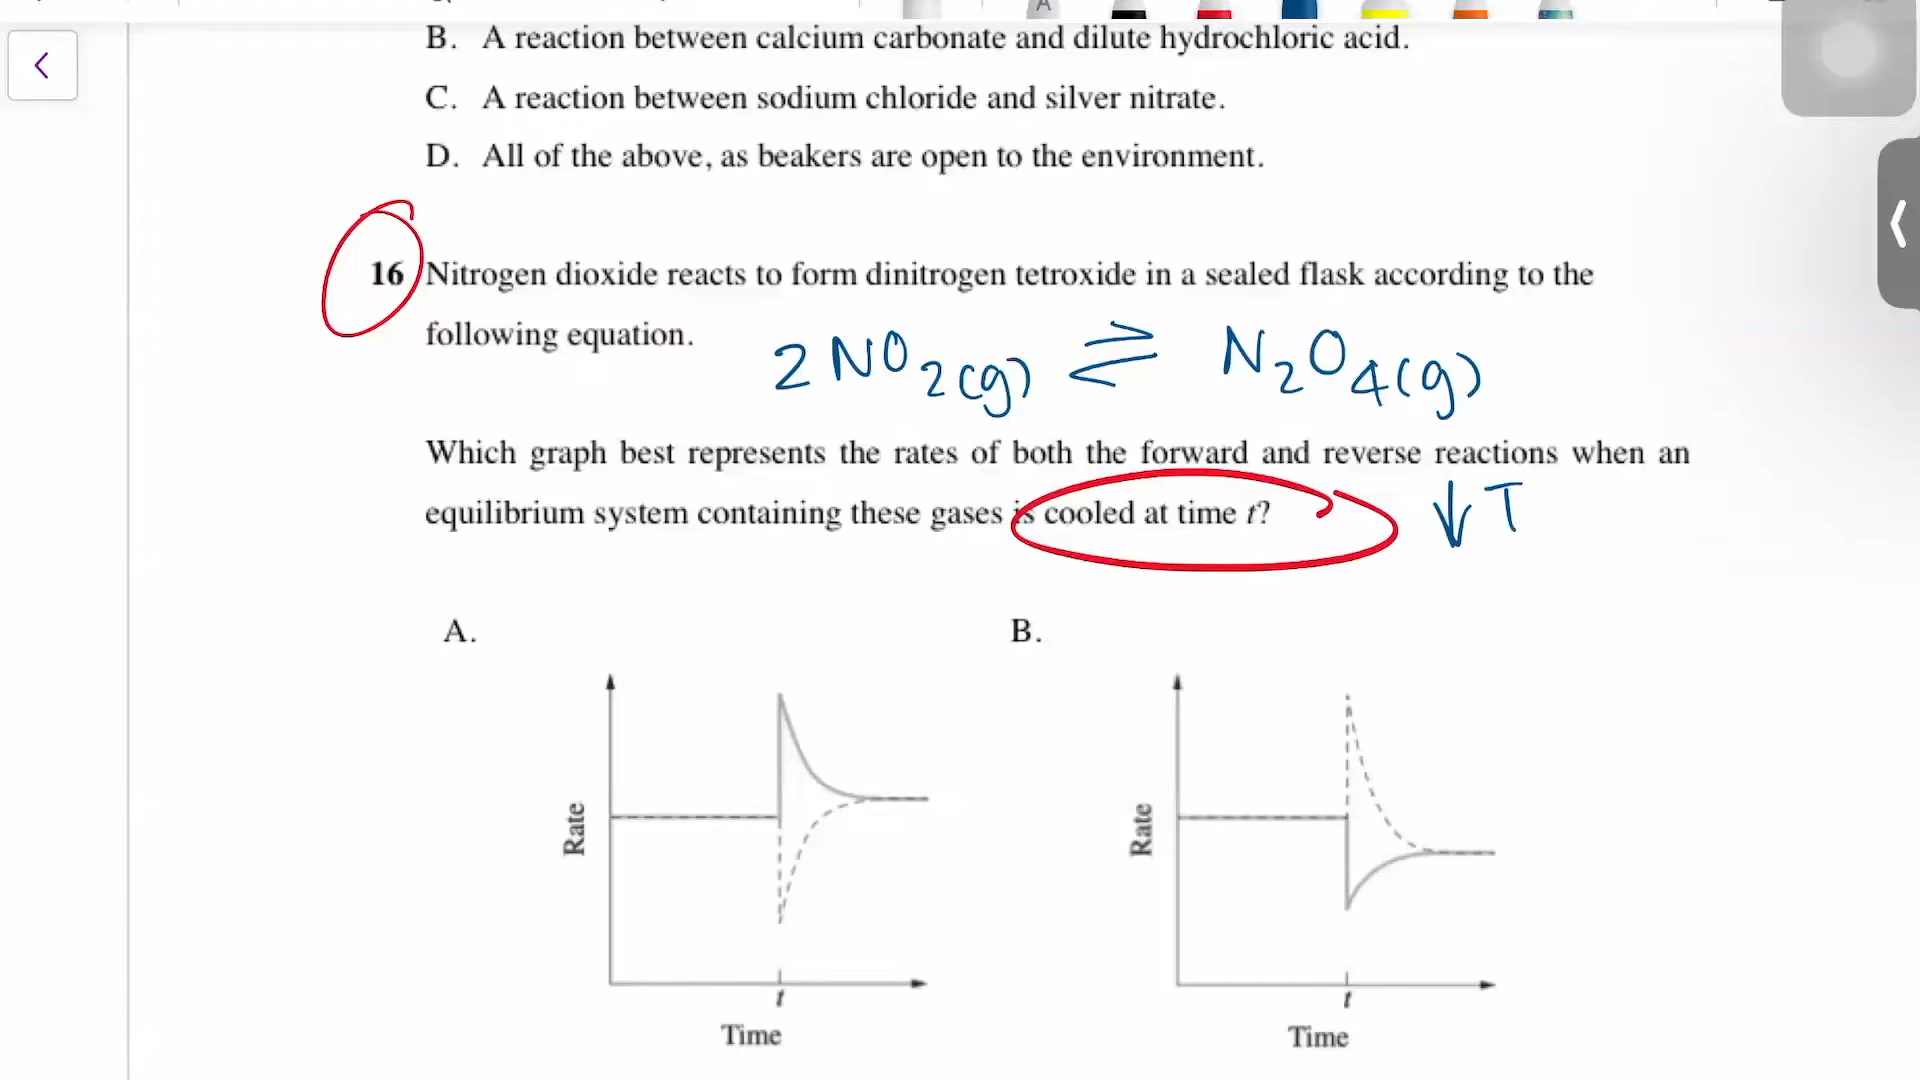 B. A reaction between calcium carbonate and dilute hydrochloric acid.
C. A reaction between sodium chloride and silver nitrate.
D. All of the above, as beakers are open to the environment.
16 Nitrogen dioxide reacts to form dinitrogen tetroxide in a sealed flask according to the
following equation.
2NO₂(g) ⇌ N₂O₄(g)
Which graph best represents the rates of both the forward and reverse reactions when an
equilibrium system containing these gases is cooled at time t?
↓T
A.
B.
Rate
t
Time
Rate
t
Time